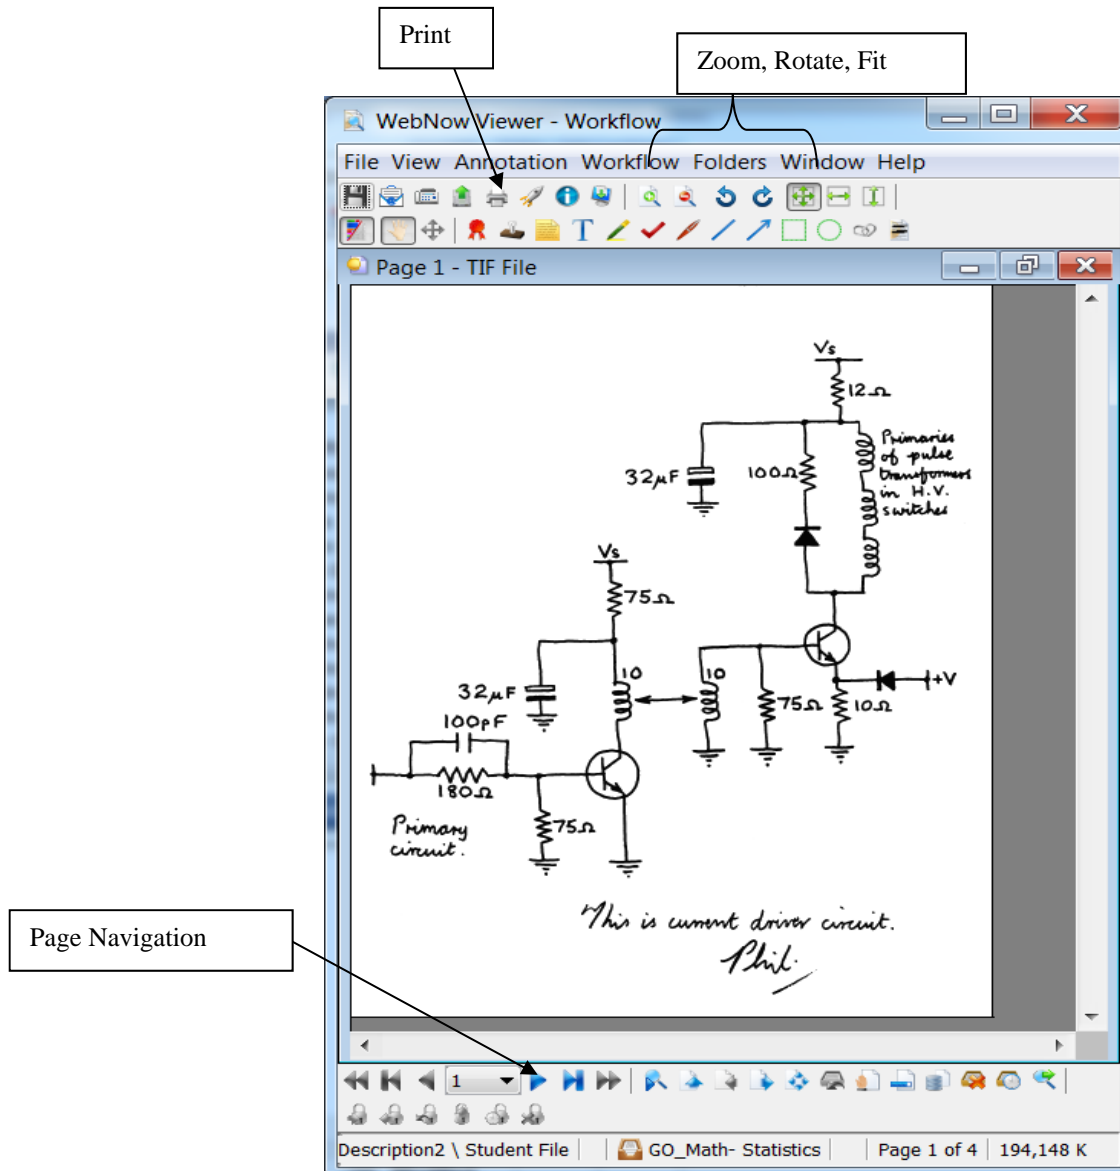 Print
Zoom, Rotate, Fit
WebNow Viewer - Workflow
File View Annotation Workflow Folders Window Help
Page 1 - TIF File
Vs
12Ω
32µF
100Ω
Primaries
of pulse
transformers
in H.V.
switches
Vs
75Ω
10
10
32µF
75Ω
10Ω
+V
100pF
180Ω
75Ω
Primary
circuit.
This is current driver circuit.
Phil.
Page Navigation
1
Description2 \ Student File
GO_Math- Statistics
Page 1 of 4
194,148 K